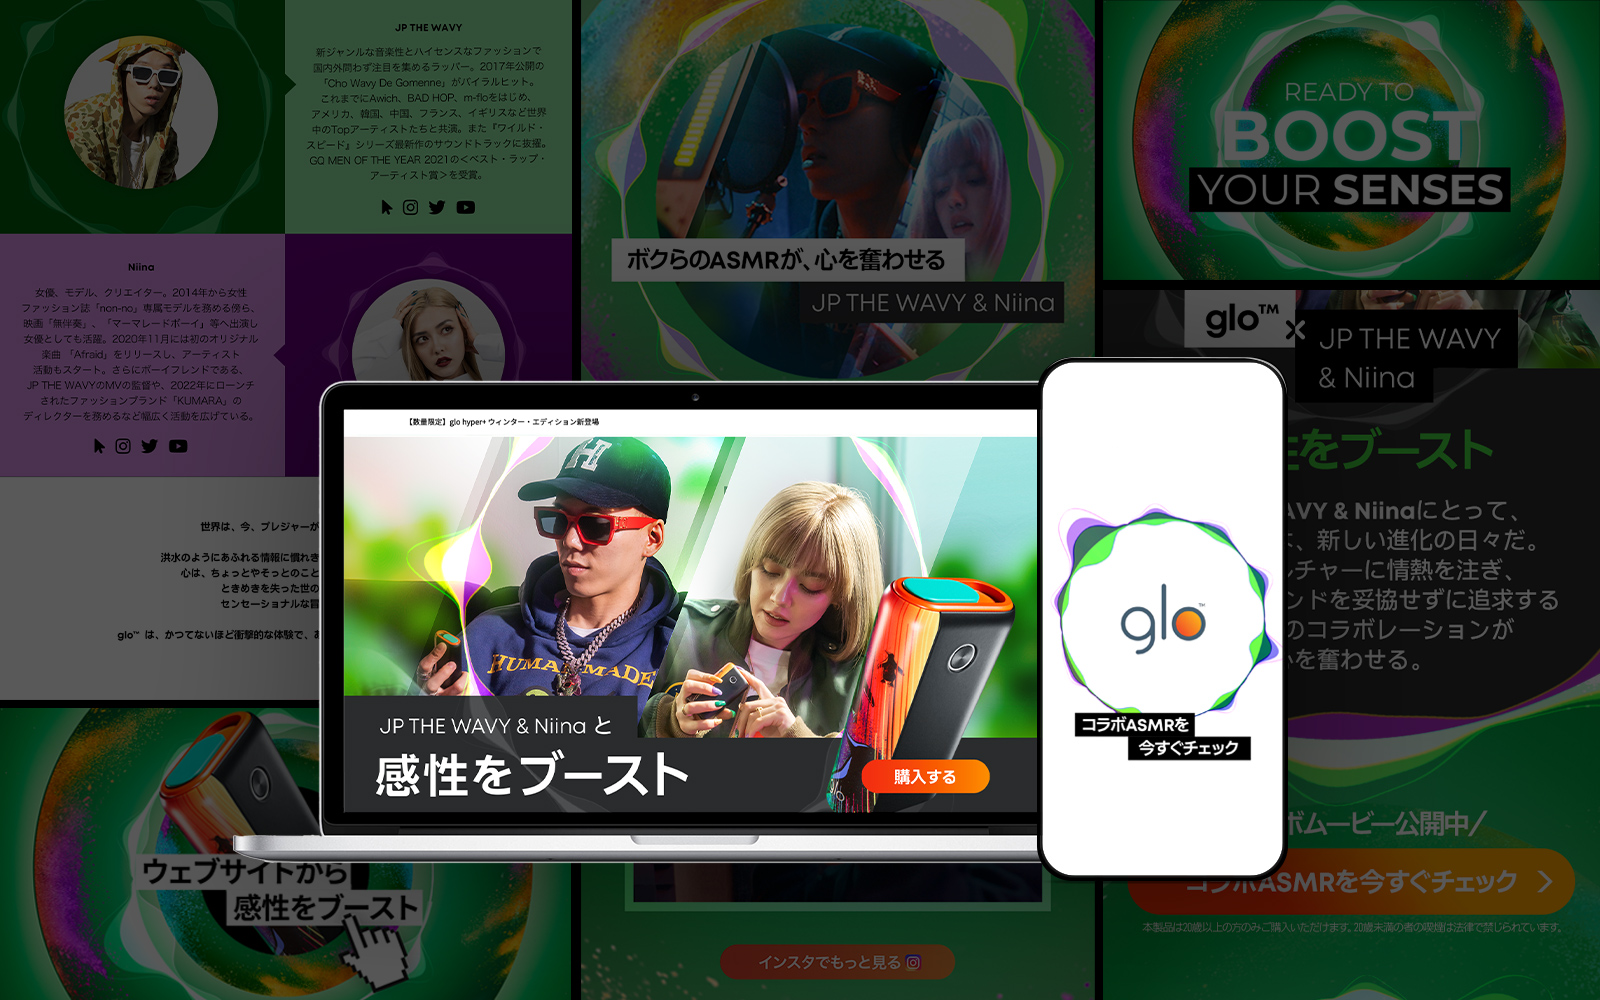 JP THE WAVY
新ジャンルな音楽性とハイセンスなファッションで
国内外問わず注目を集めるラッパー。2017年公開の
「Cho Wavy De Gomenne」がバイラルヒット。
これまでにAwich、BAD HOP、m-floをはじめ、
アメリカ、韓国、中国、フランス、イギリスなど世界
中のTopアーティストたちと共演。また『ワイルド・
スピード』シリーズ最新作のサウンドトラックに抜擢。
GQ MEN OF THE YEAR 2021の<ベスト・ラップ・
アーティスト賞>を受賞。
Niina
女優、モデル、クリエイター。2014年から女性
ファッション誌「non-no」専属モデルを務める傍ら、
映画「無伴奏」、「マーマレードボーイ」等へ出演し
女優としても活躍。2020年11月には初のオリジナル
楽曲 「Afraid」をリリースし、アーティスト
活動もスタート。さらにボーイフレンドである、
JP THE WAVYのMVの監督や、2022年にローンチ
されたファッションブランド「KUMARA」の
ディレクターを務めるなど幅広く活動を広げている。
世界は、今、プレジャーが
洪水のようにあふれる情報に慣れき
心は、ちょっとやそっとのこと
ときめきを失った世の
センセーショナルな冒
glo™ は、かつてないほど衝撃的な体験で、あ
ウェブサイトから
感性をブースト
ボクらのASMRが、心を奮わせる
JP THE WAVY & Niina
READY TO
BOOST
YOUR SENSES
glo™ ×
JP THE WAVY
& Niina
をブースト
AVY & Niinaにとって、
、新しい進化の日々だ。
ルチャーに情熱を注ぎ、
ンドを妥協せずに追求する
のコラボレーションが
を奮わせる。
ボムービー公開中/
コラボASMRを今すぐチェック
本製品は20歳以上の方のみご購入いただけます。20歳未満の者の喫煙は法律で禁じられています。
インスタでもっと見る
【数量限定】glo hyper+ ウィンター・エディション新登場
H
HUMAN MADE
JP THE WAVY & Niina と
感性をブースト
購入する
glo™
コラボASMRを
今すぐチェック